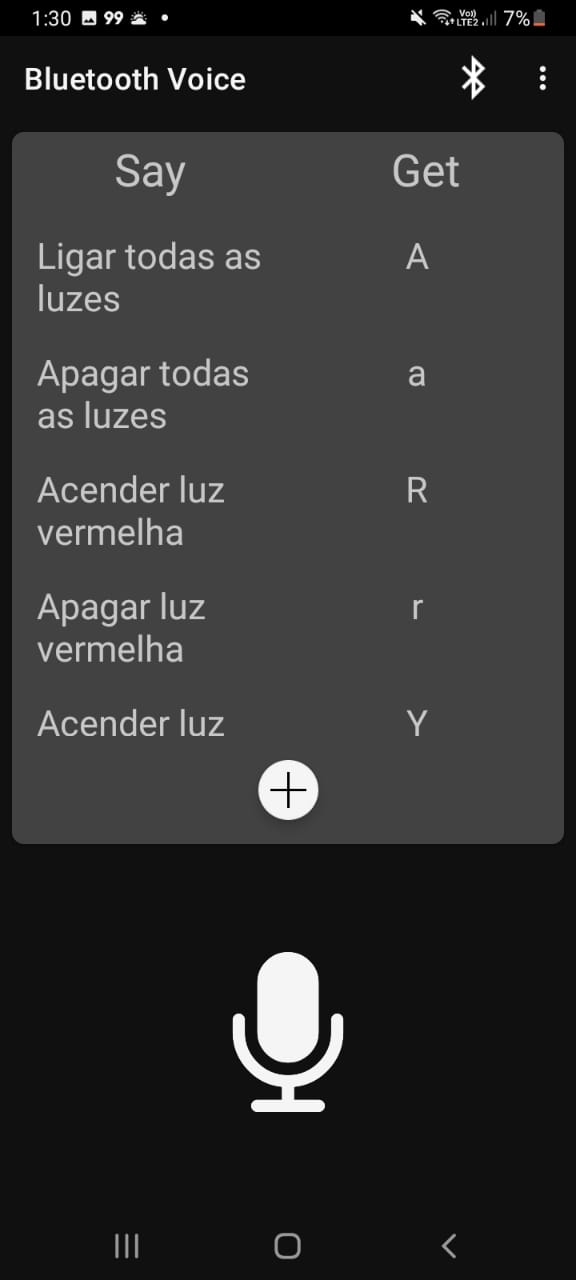 1:30 99 Vo)) LTE2 7%
Bluetooth Voice
Say Get
Ligar todas as A
luzes
Apagar todas a
as luzes
Acender luz R
vermelha
Apagar luz r
vermelha
Acender luz Y